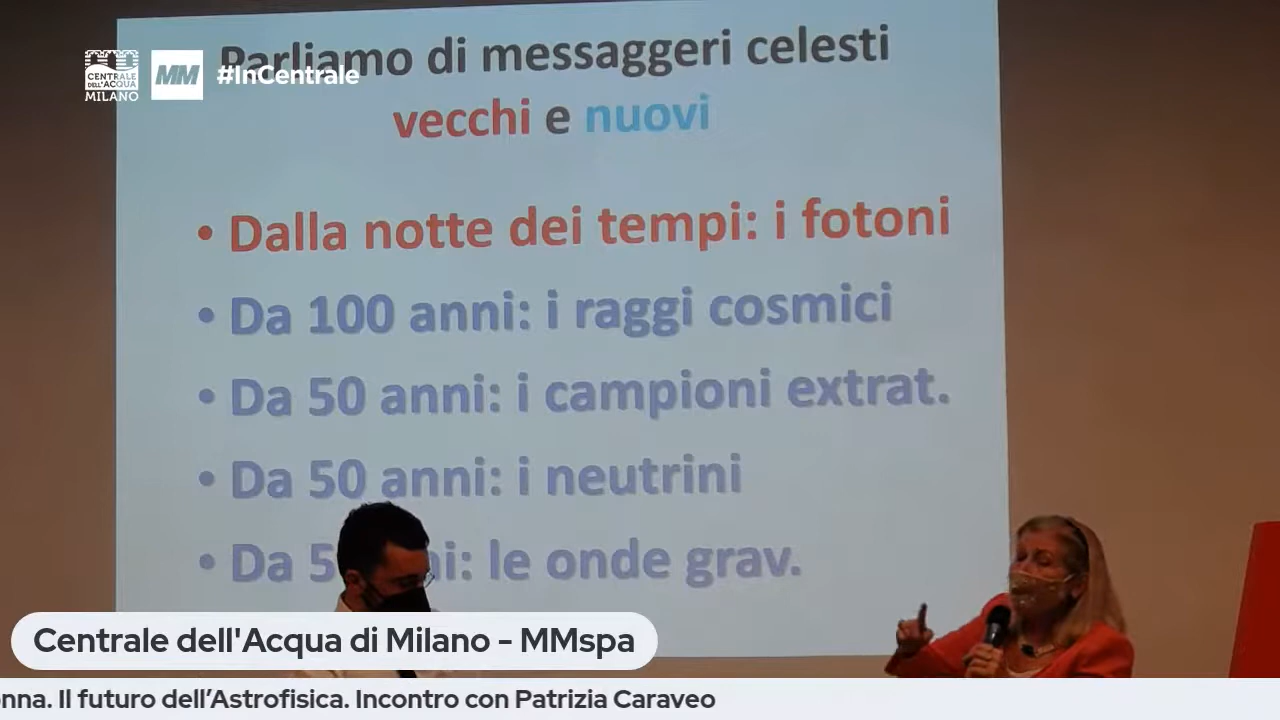 CENTRALE
DELL'ACQUA
MILANO
MM
#InCentrale
Parliamo di messaggeri celesti
vecchi e nuovi
• Dalla notte dei tempi: i fotoni
• Da 100 anni: i raggi cosmici
• Da 50 anni: i campioni extrat.
• Da 50 anni: i neutrini
• Da 5 ni: le onde grav.
Centrale dell'Acqua di Milano - MMspa
nna. Il futuro dell’Astrofisica. Incontro con Patrizia Caraveo